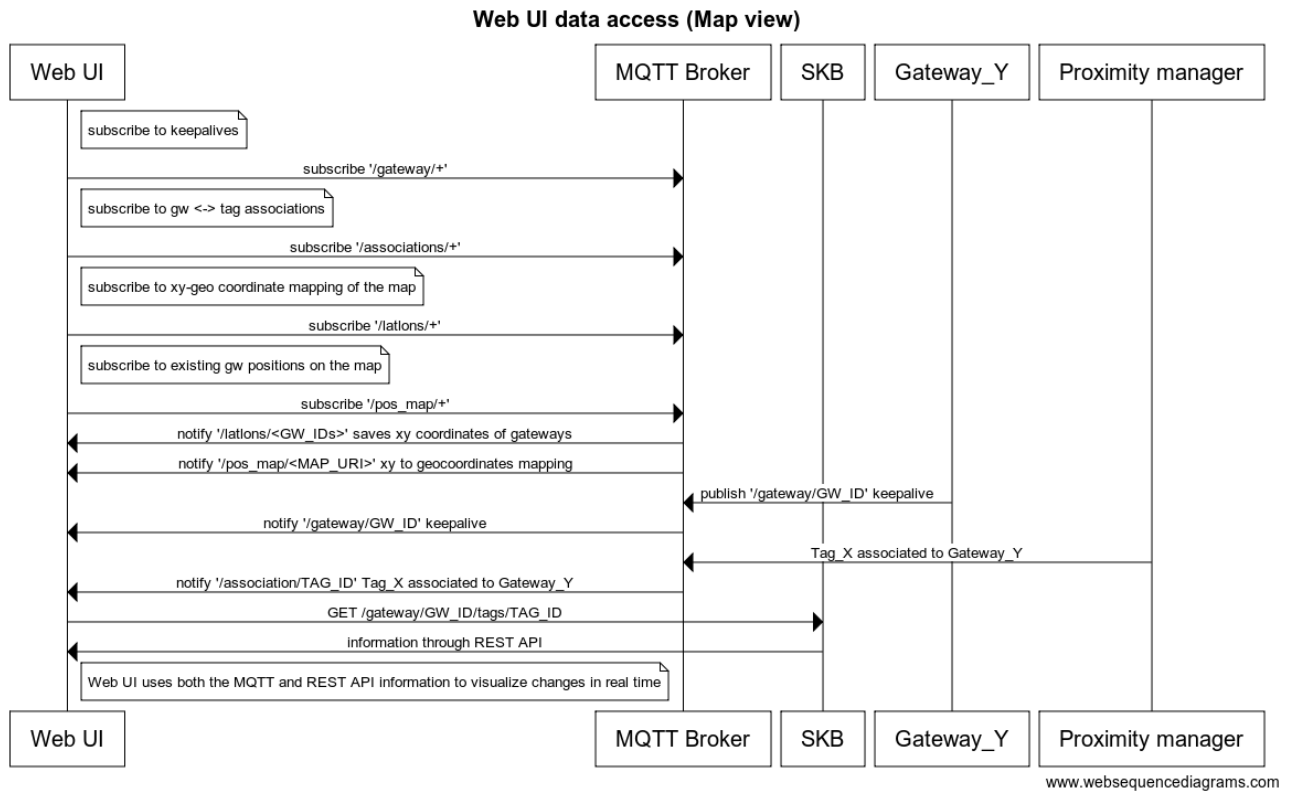 Web UI data access (Map view)
Web UI
MQTT Broker
SKB
Gateway_Y
Proximity manager
subscribe to keepalives
subscribe '/gateway/+'
subscribe to gw <-> tag associations
subscribe '/associations/+'
subscribe to xy-geo coordinate mapping of the map
subscribe '/latlons/+'
subscribe to existing gw positions on the map
subscribe '/pos_map/+'
notify '/latlons/<GW_IDs>' saves xy coordinates of gateways
notify '/pos_map/<MAP_URI>' xy to geocoordinates mapping
publish '/gateway/GW_ID' keepalive
notify '/gateway/GW_ID' keepalive
Tag_X associated to Gateway_Y
notify '/association/TAG_ID' Tag_X associated to Gateway_Y
GET /gateway/GW_ID/tags/TAG_ID
information through REST API
Web UI uses both the MQTT and REST API information to visualize changes in real time
Web UI
MQTT Broker
SKB
Gateway_Y
Proximity manager
www.websequencediagrams.com